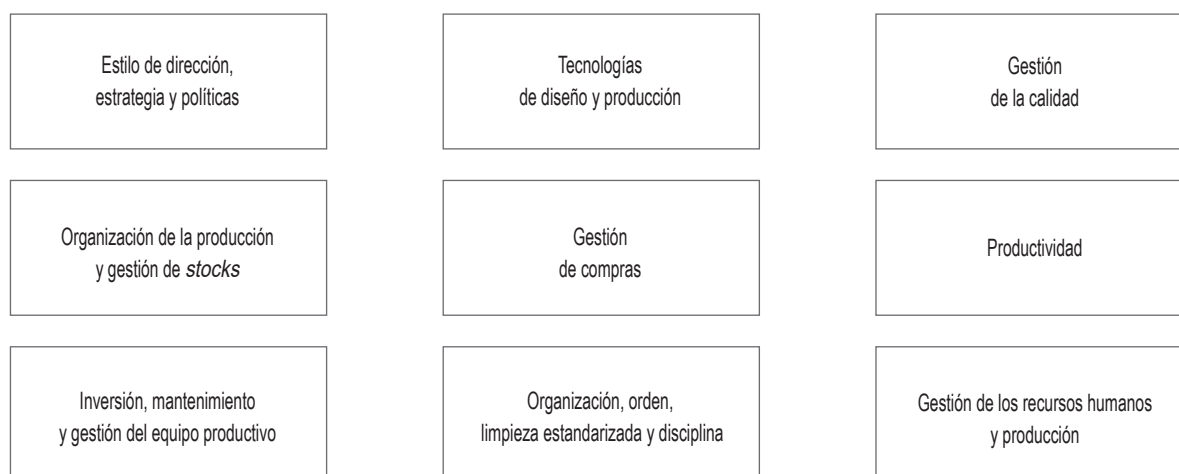 Estilo de dirección,
estrategia y políticas
Tecnologías
de diseño y producción
Gestión
de la calidad
Organización de la producción
y gestión de stocks
Gestión
de compras
Productividad
Inversión, mantenimiento
y gestión del equipo productivo
Organización, orden,
limpieza estandarizada y disciplina
Gestión de los recursos humanos
y producción